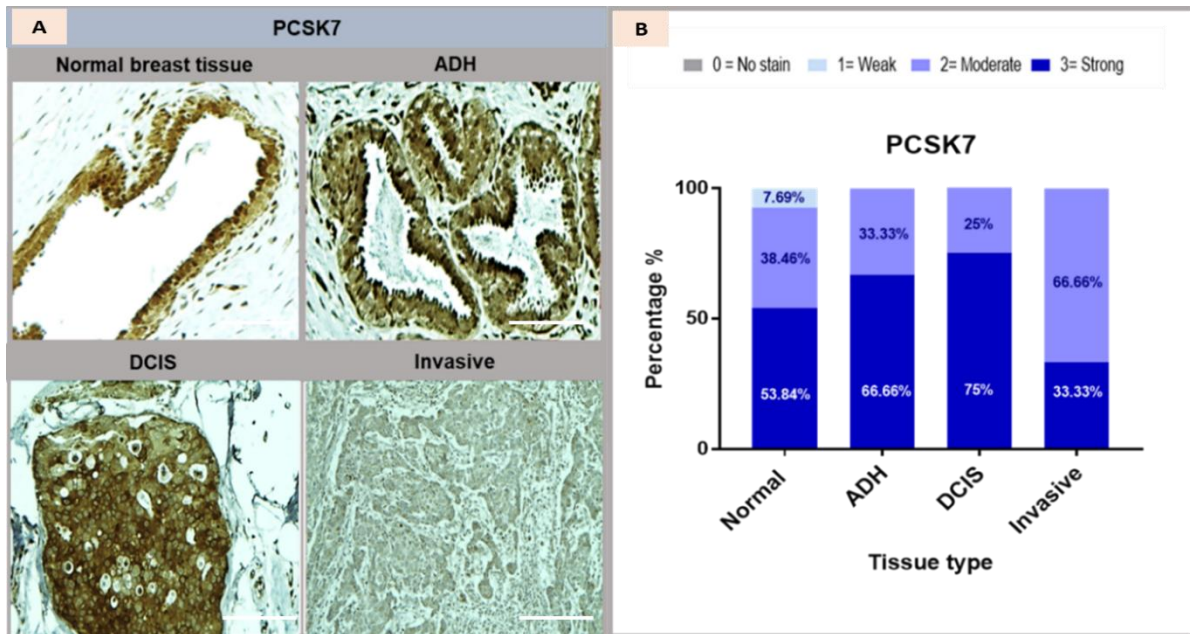 A
PCSK7
Normal breast tissue
ADH
DCIS
Invasive
B
0 = No stain 1= Weak 2= Moderate 3= Strong
PCSK7
Percentage %
100
50
0
7.69%
38.46%
53.84%
33.33%
66.66%
25%
75%
66.66%
33.33%
Normal
ADH
DCIS
Invasive
Tissue type